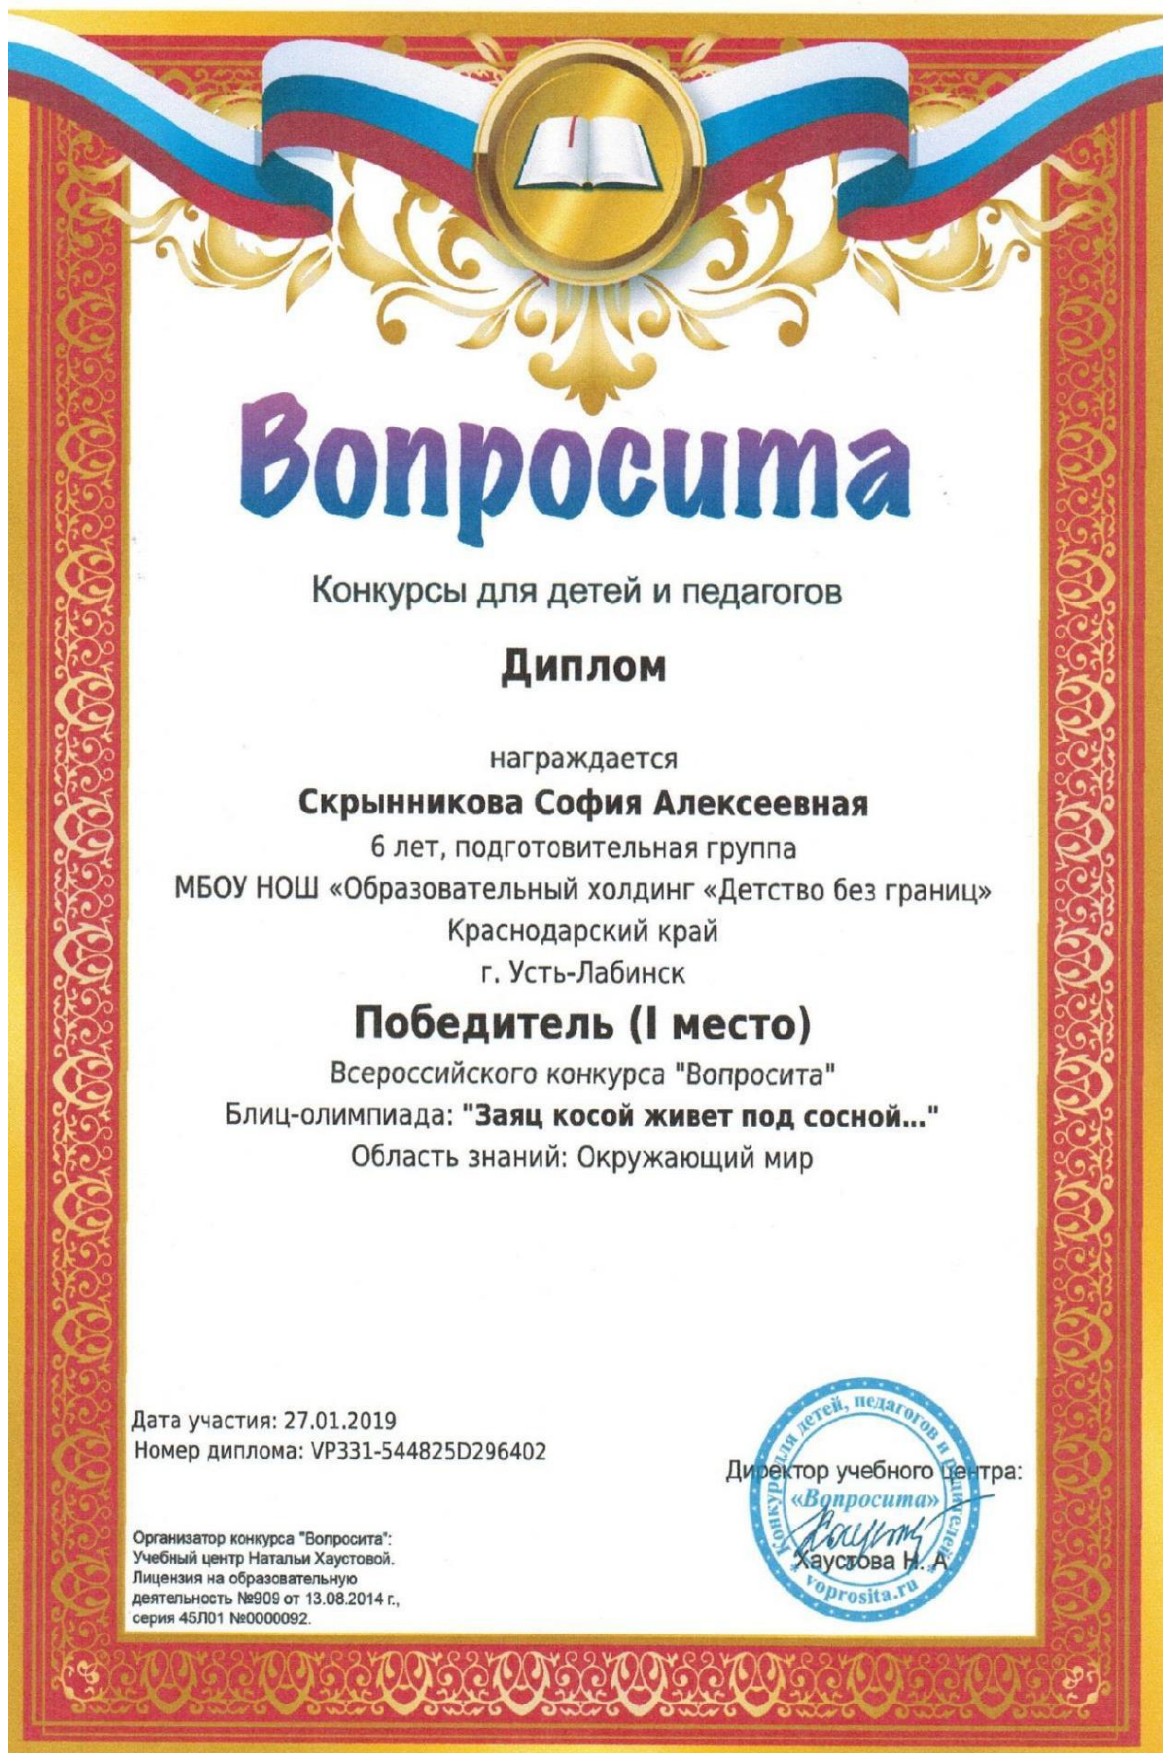 Вопросита
Конкурсы для детей и педагогов
Диплом
награждается
Скрынникова София Алексеевная
6 лет, подготовительная группа
МБОУ НОШ «Образовательный холдинг «Детство без границ»
Краснодарский край
г. Усть-Лабинск
Победитель (I место)
Всероссийского конкурса "Вопросита"
Блиц-олимпиада: "Заяц косой живет под сосной..."
Область знаний: Окружающий мир
Дата участия: 27.01.2019
Номер диплома: VP331-544825D296402
Организатор конкурса "Вопросита":
Учебный центр Натальи Хаустовой.
Лицензия на образовательную
деятельность №909 от 13.08.2014 г.,
серия 45Л01 №0000092.
Директор учебного центра:
Хаустова Н. А
Конкурсы для детей, педагогов и родителей
«Вопросита»
voprosita.ru